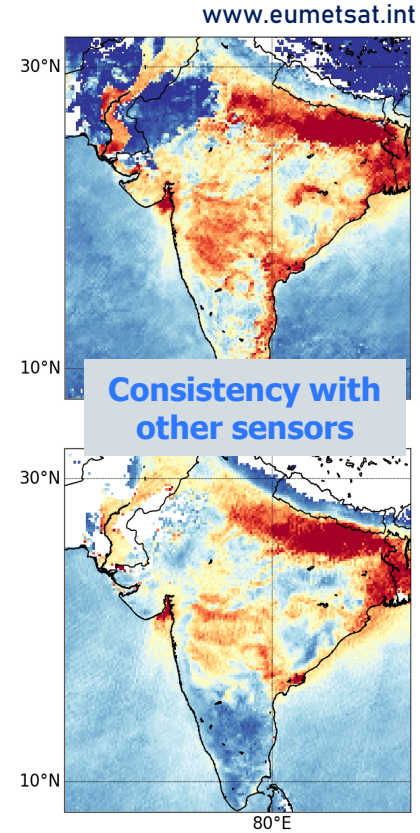 www.eumetsat.int
30°N
10°N
Consistency with
other sensors
30°N
10°N
80°E